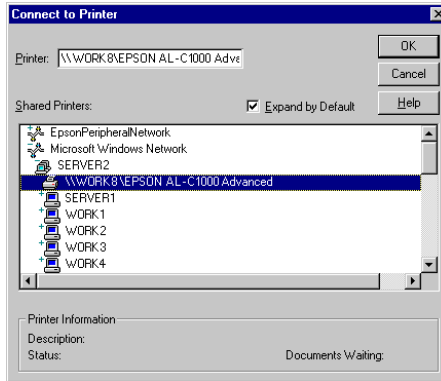 Connect to Printer
OK
Printer: \\WORK8\EPSON AL-C1000 Adva
Cancel
Shared Printers:
Expand by Default
Help
EpsonPeripheralNetwork
Microsoft Windows Network
SERVER2
\\WORK8\EPSON AL-C1000 Advanced
SERVER1
WORK1
WORK2
WORK3
WORK4
Printer Information
Description:
Status:
Documents Waiting: